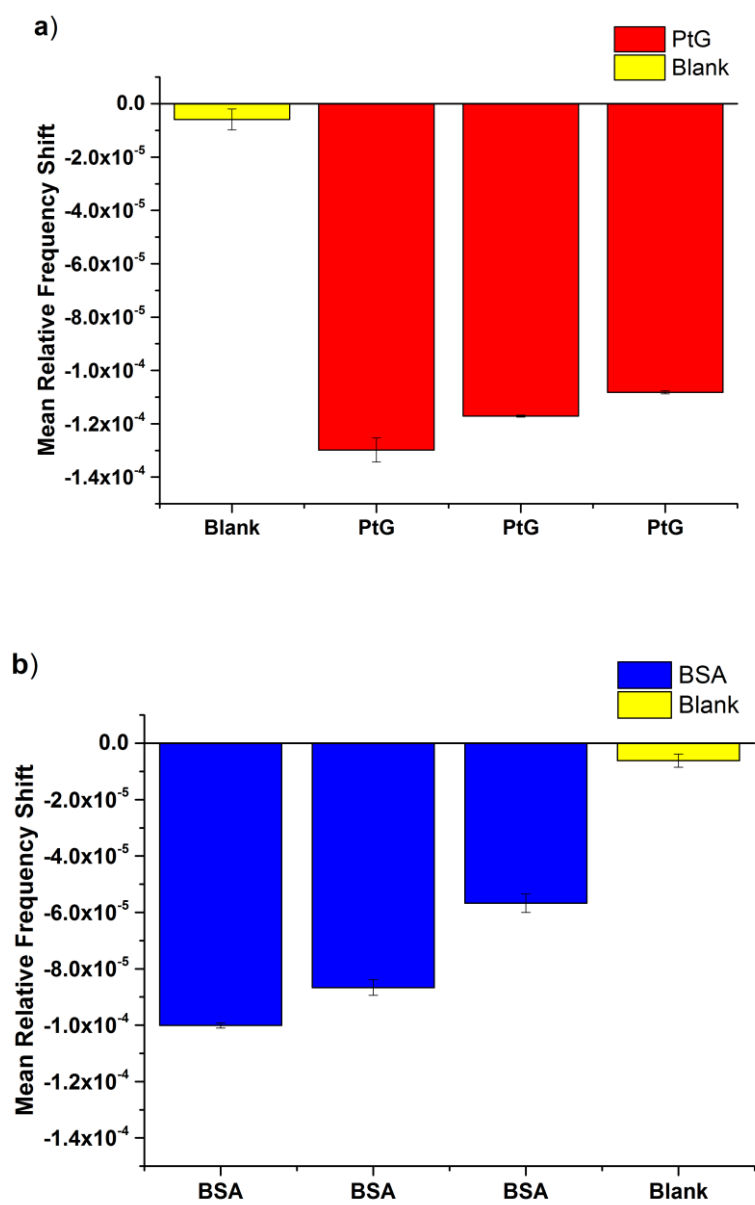 a)
PtG
Blank
Mean Relative Frequency Shift
0.0
-2.0x10⁻⁵
-4.0x10⁻⁵
-6.0x10⁻⁵
-8.0x10⁻⁵
-1.0x10⁻⁴
-1.2x10⁻⁴
-1.4x10⁻⁴
Blank PtG PtG PtG
b)
BSA
Blank
Mean Relative Frequency Shift
0.0
-2.0x10⁻⁵
-4.0x10⁻⁵
-6.0x10⁻⁵
-8.0x10⁻⁵
-1.0x10⁻⁴
-1.2x10⁻⁴
-1.4x10⁻⁴
BSA BSA BSA Blank